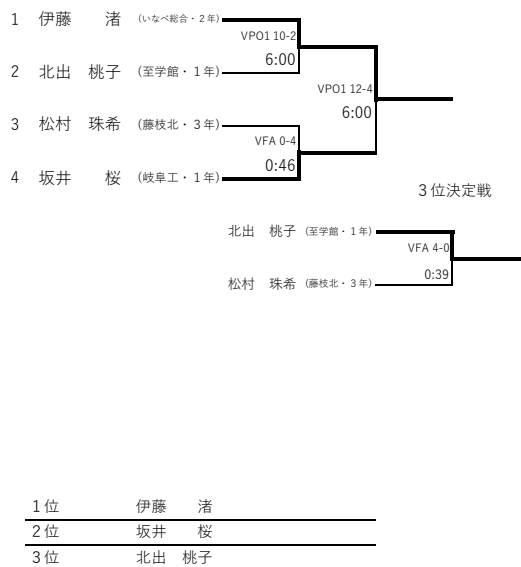 1 伊藤　　渚 （いなべ総合・２年）
VPO1 10-2
6:00
2 北出　桃子 （至学館・１年）
VPO1 12-4
6:00
3 松村　珠希 （藤枝北・３年）
VFA 0-4
0:46
4 坂井　　桜 （岐阜工・１年）
３位決定戦
北出　桃子 （至学館・１年）
VFA 4-0
0:39
松村　珠希 （藤枝北・３年）
１位 伊藤　　渚
２位 坂井　　桜
３位 北出　桃子